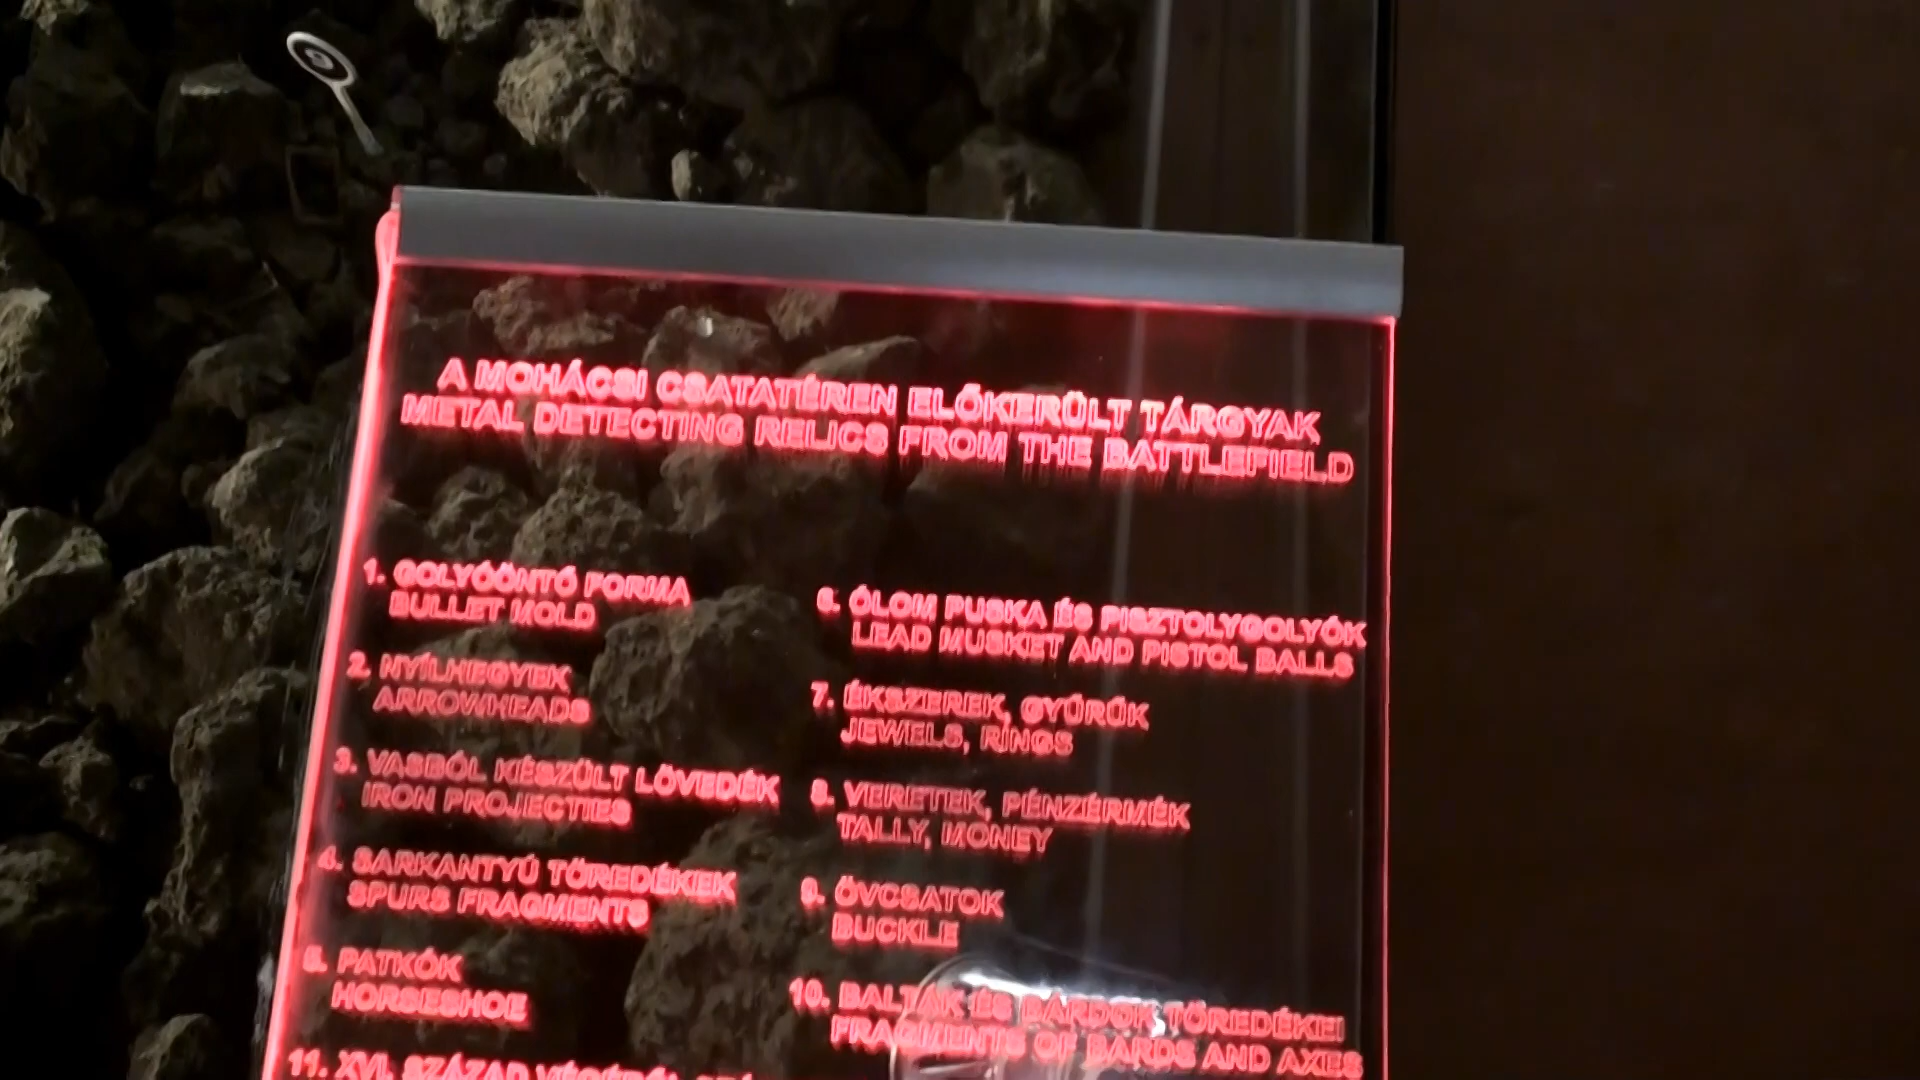 9
A MOHÁCSI CSATATÉREN ELŐKERÜLT TÁRGYAK
METAL DETECTING RELICS FROM THE BATTLEFIELD
1. GOLYÓÖNTŐ FORMA
BULLET MOLD
2. NYÍLHEGYEK
ARROWHEADS
3. VASBÓL KÉSZÜLT LÖVEDÉK
IRON PROJECTIES
4. SARKANTYÚ TÖREDÉKEK
SPURS FRAGMENTS
5. PATKÓK
HORSESHOE
6. ÓLOM PUSKA ÉS PISZTOLYGOLYÓK
LEAD MUSKET AND PISTOL BALLS
7. ÉKSZEREK, GYŰRŰK
JEWELS, RINGS
8. VERETEK, PÉNZÉRMÉK
TALLY, MONEY
9. ÖVCSATOK
BUCKLE
10. BALTÁK ÉS BÁRDOK TÖREDÉKEI
FRAGMENTS OF BARDS AND AXES
11. XVI. SZÁZAD VÉGÉRŐL